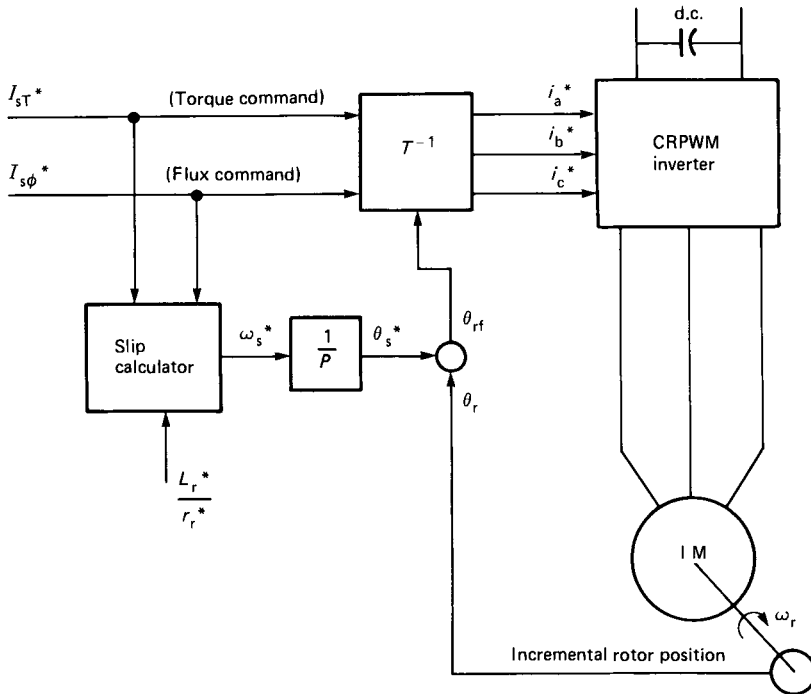 d.c.
I_sT*
(Torque command)
i_a*
CRPWM
inverter
T⁻¹
i_b*
I_sϕ*
(Flux command)
i_c*
Slip
calculator
ω_s*
1
P
θ_s*
θ_rf
θ_r
L_r*
r_r*
I M
ω_r
Incremental rotor position